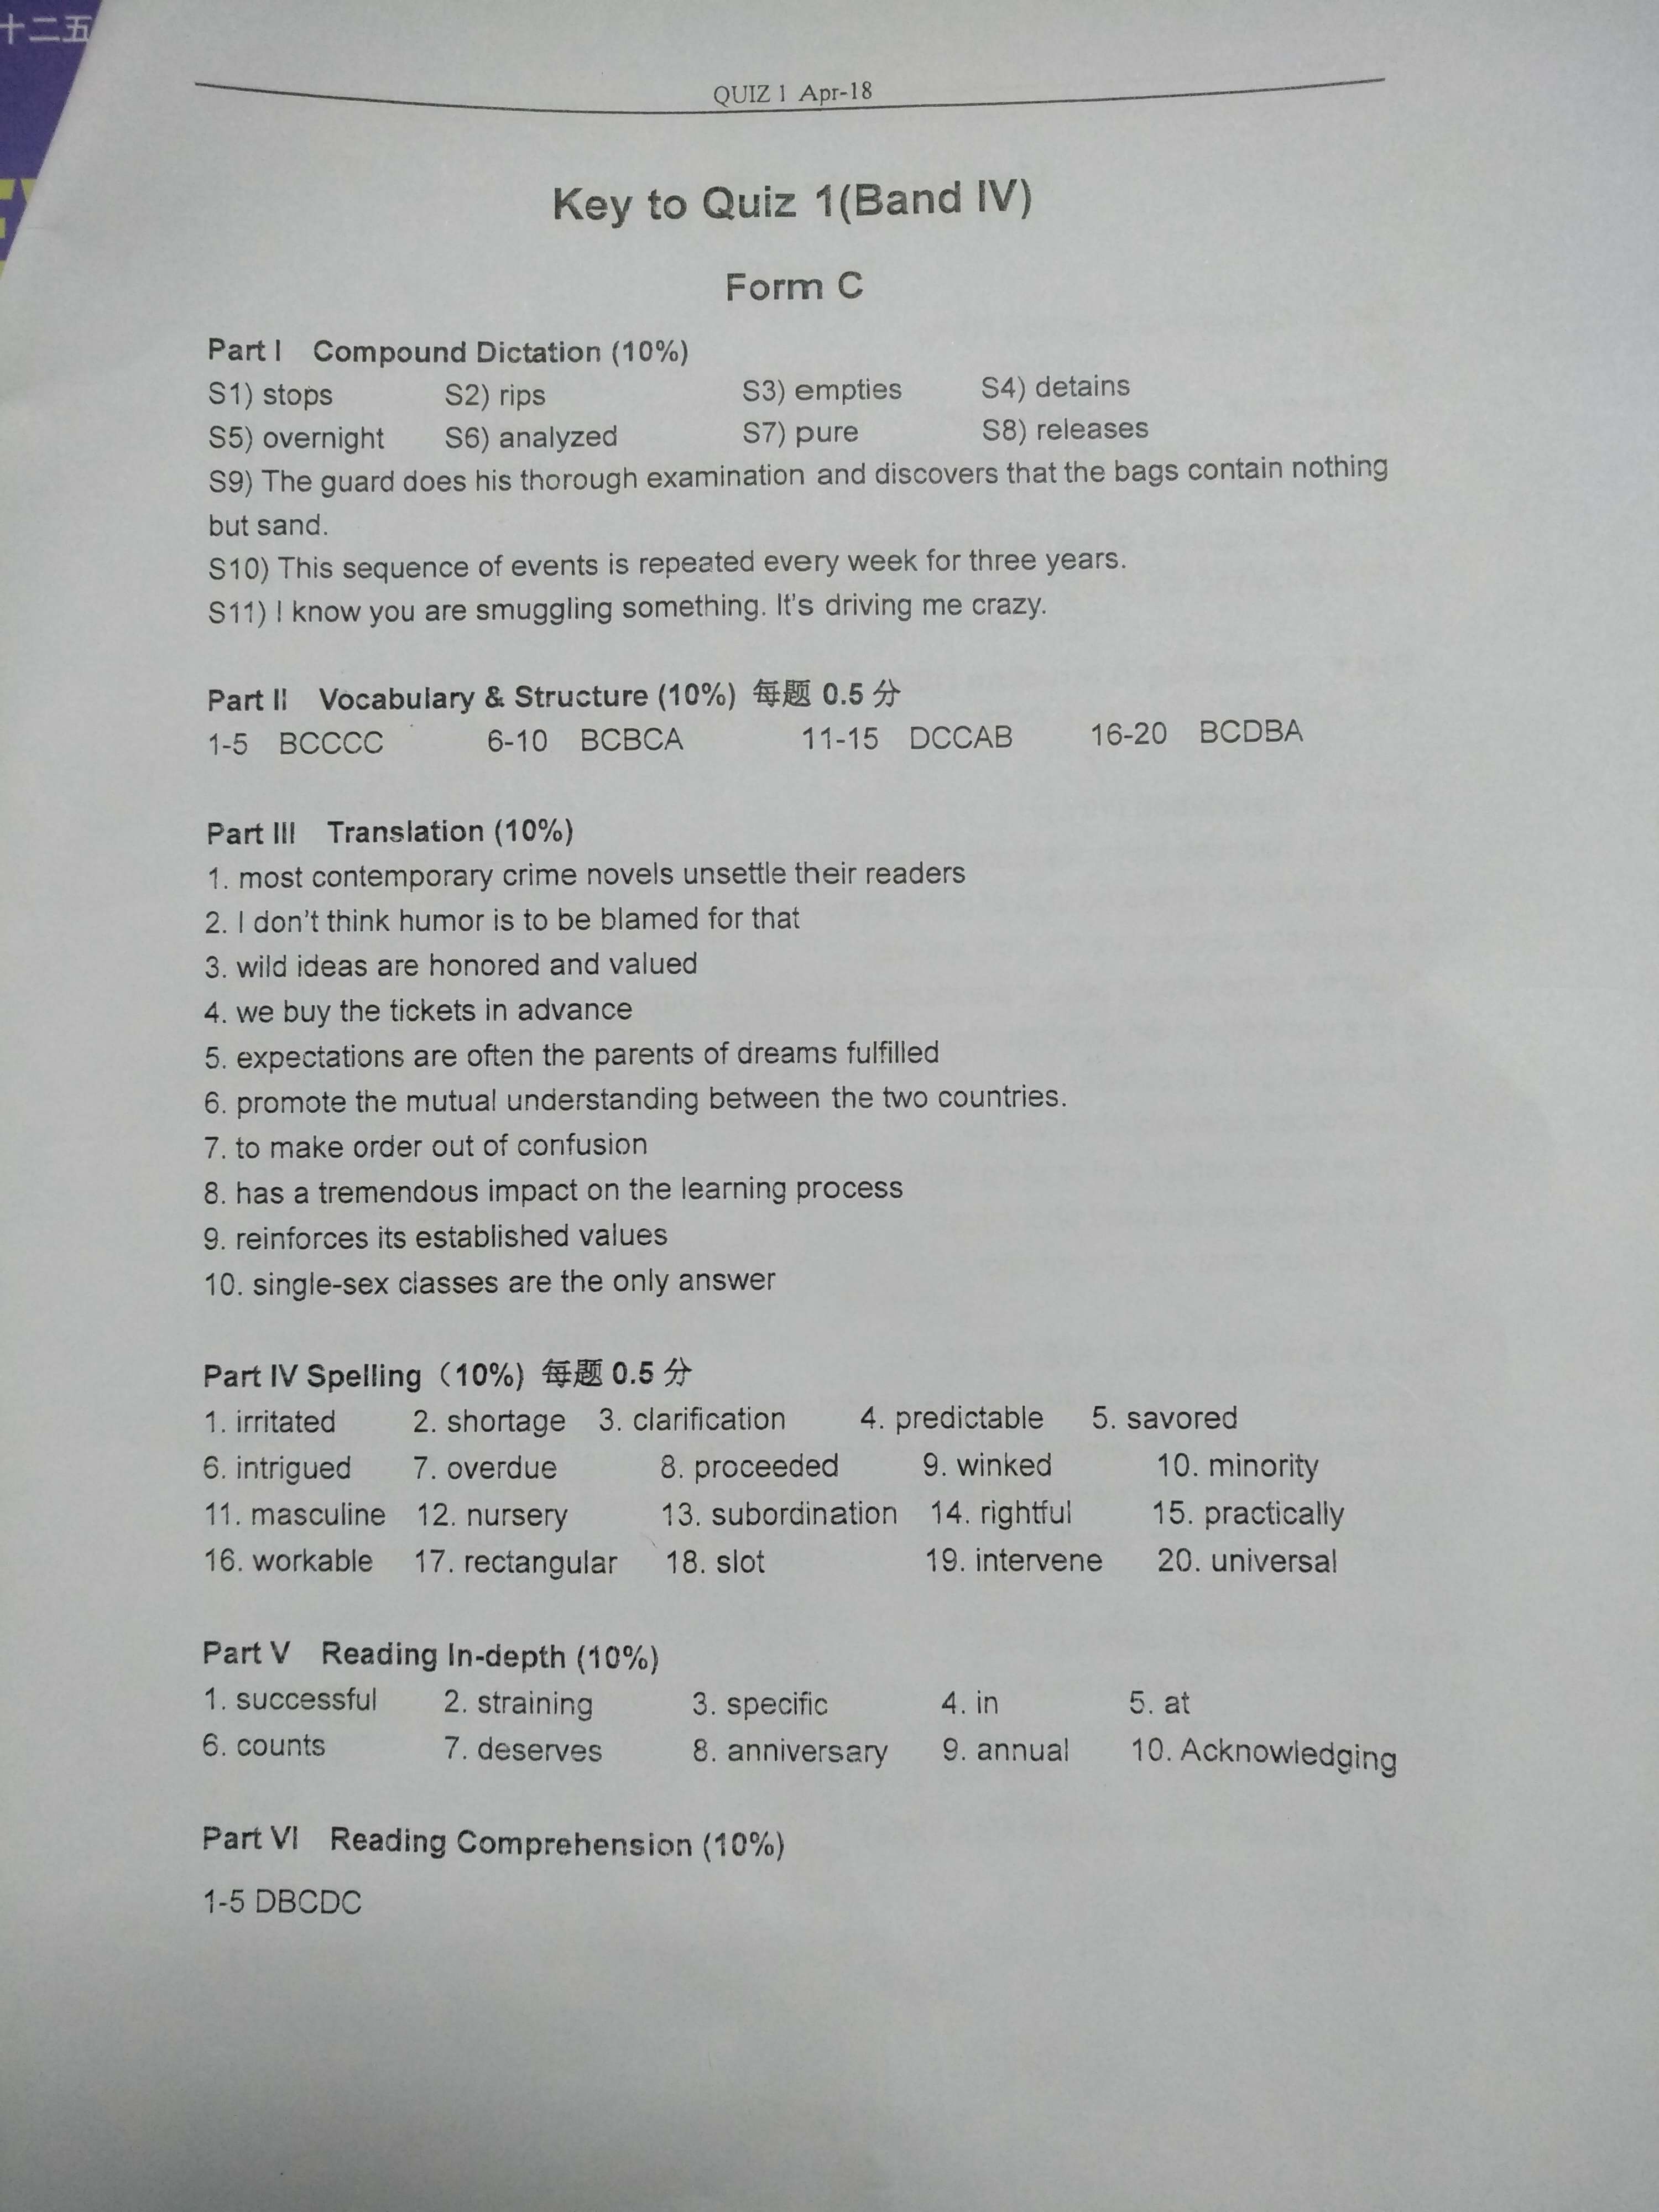 十二五
QUIZ 1 Apr-18
Key to Quiz 1(Band IV)
Form C
Part I Compound Dictation (10%)
S1) stops S2) rips S3) empties S4) detains
S5) overnight S6) analyzed S7) pure S8) releases
S9) The guard does his thorough examination and discovers that the bags contain nothing
but sand.
S10) This sequence of events is repeated every week for three years.
S11) I know you are smuggling something. It's driving me crazy.
Part II Vocabulary & Structure (10%) 每题 0.5 分
1-5 BCCCC 6-10 BCBCA 11-15 DCCAB 16-20 BCDBA
Part III Translation (10%)
1. most contemporary crime novels unsettle their readers
2. I don't think humor is to be blamed for that
3. wild ideas are honored and valued
4. we buy the tickets in advance
5. expectations are often the parents of dreams fulfilled
6. promote the mutual understanding between the two countries.
7. to make order out of confusion
8. has a tremendous impact on the learning process
9. reinforces its established values
10. single-sex classes are the only answer
Part IV Spelling（10%) 每题 0.5 分
1. irritated 2. shortage 3. clarification 4. predictable 5. savored
6. intrigued 7. overdue 8. proceeded 9. winked 10. minority
11. masculine 12. nursery 13. subordination 14. rightful 15. practically
16. workable 17. rectangular 18. slot 19. intervene 20. universal
Part V Reading In-depth (10%)
1. successful 2. straining 3. specific 4. in 5. at
6. counts 7. deserves 8. anniversary 9. annual 10. Acknowledging
Part VI Reading Comprehension (10%)
1-5 DBCDC